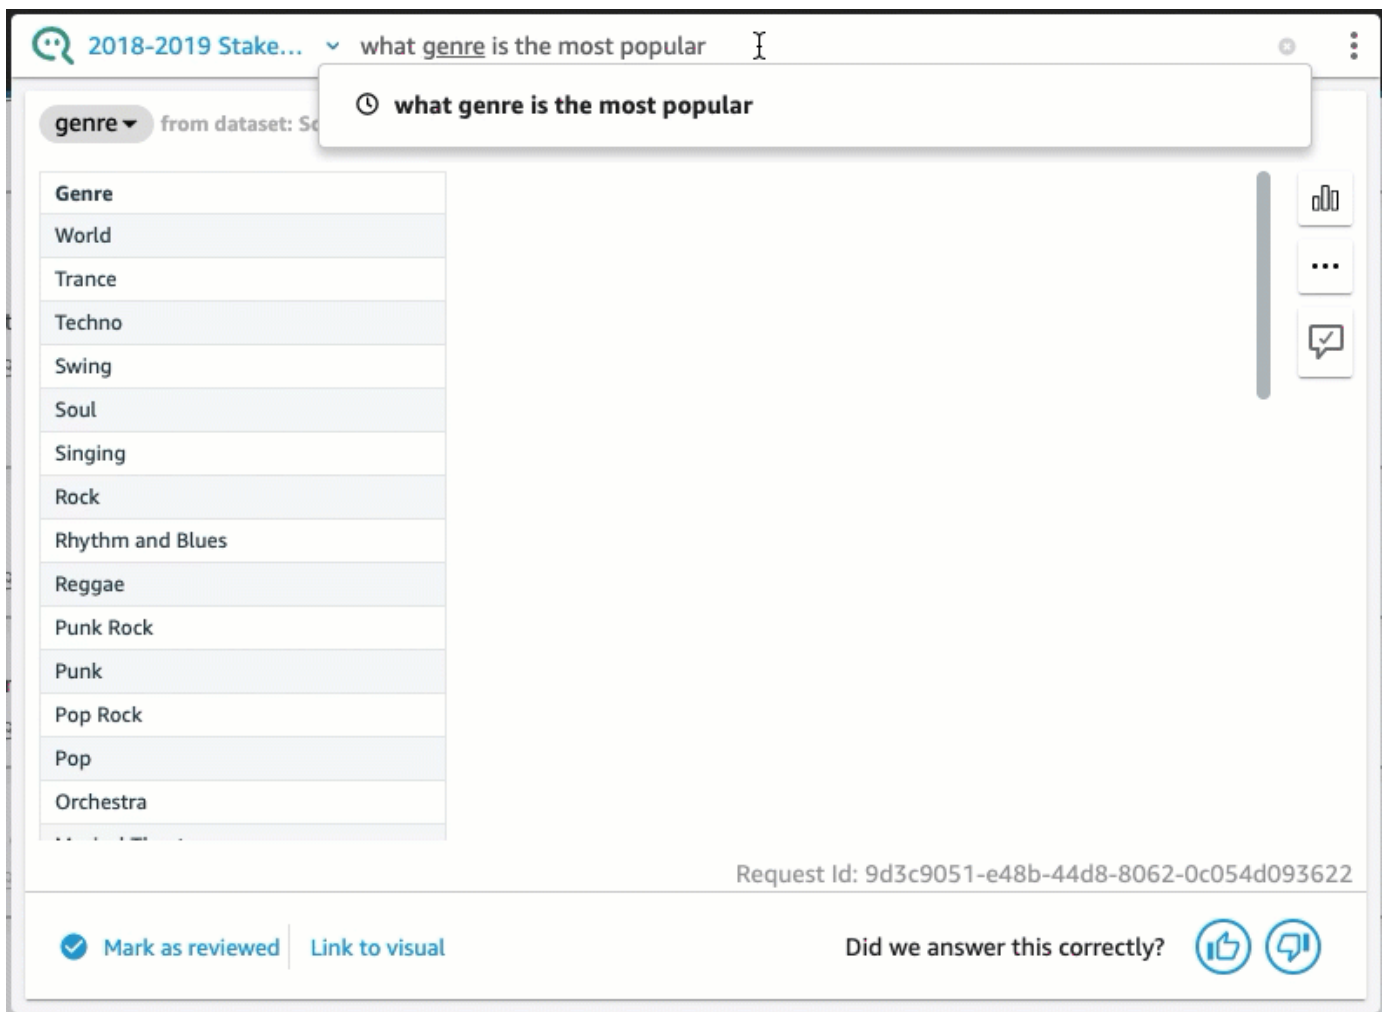 2018-2019 Stake... what genre is the most popular
what genre is the most popular
genre from dataset:
Genre
World
Trance
Techno
Swing
Soul
Singing
Rock
Rhythm and Blues
Reggae
Punk Rock
Punk
Pop Rock
Pop
Orchestra
Request Id: 9d3c9051-e48b-44d8-8062-0c054d093622
Mark as reviewed Link to visual Did we answer this correctly?